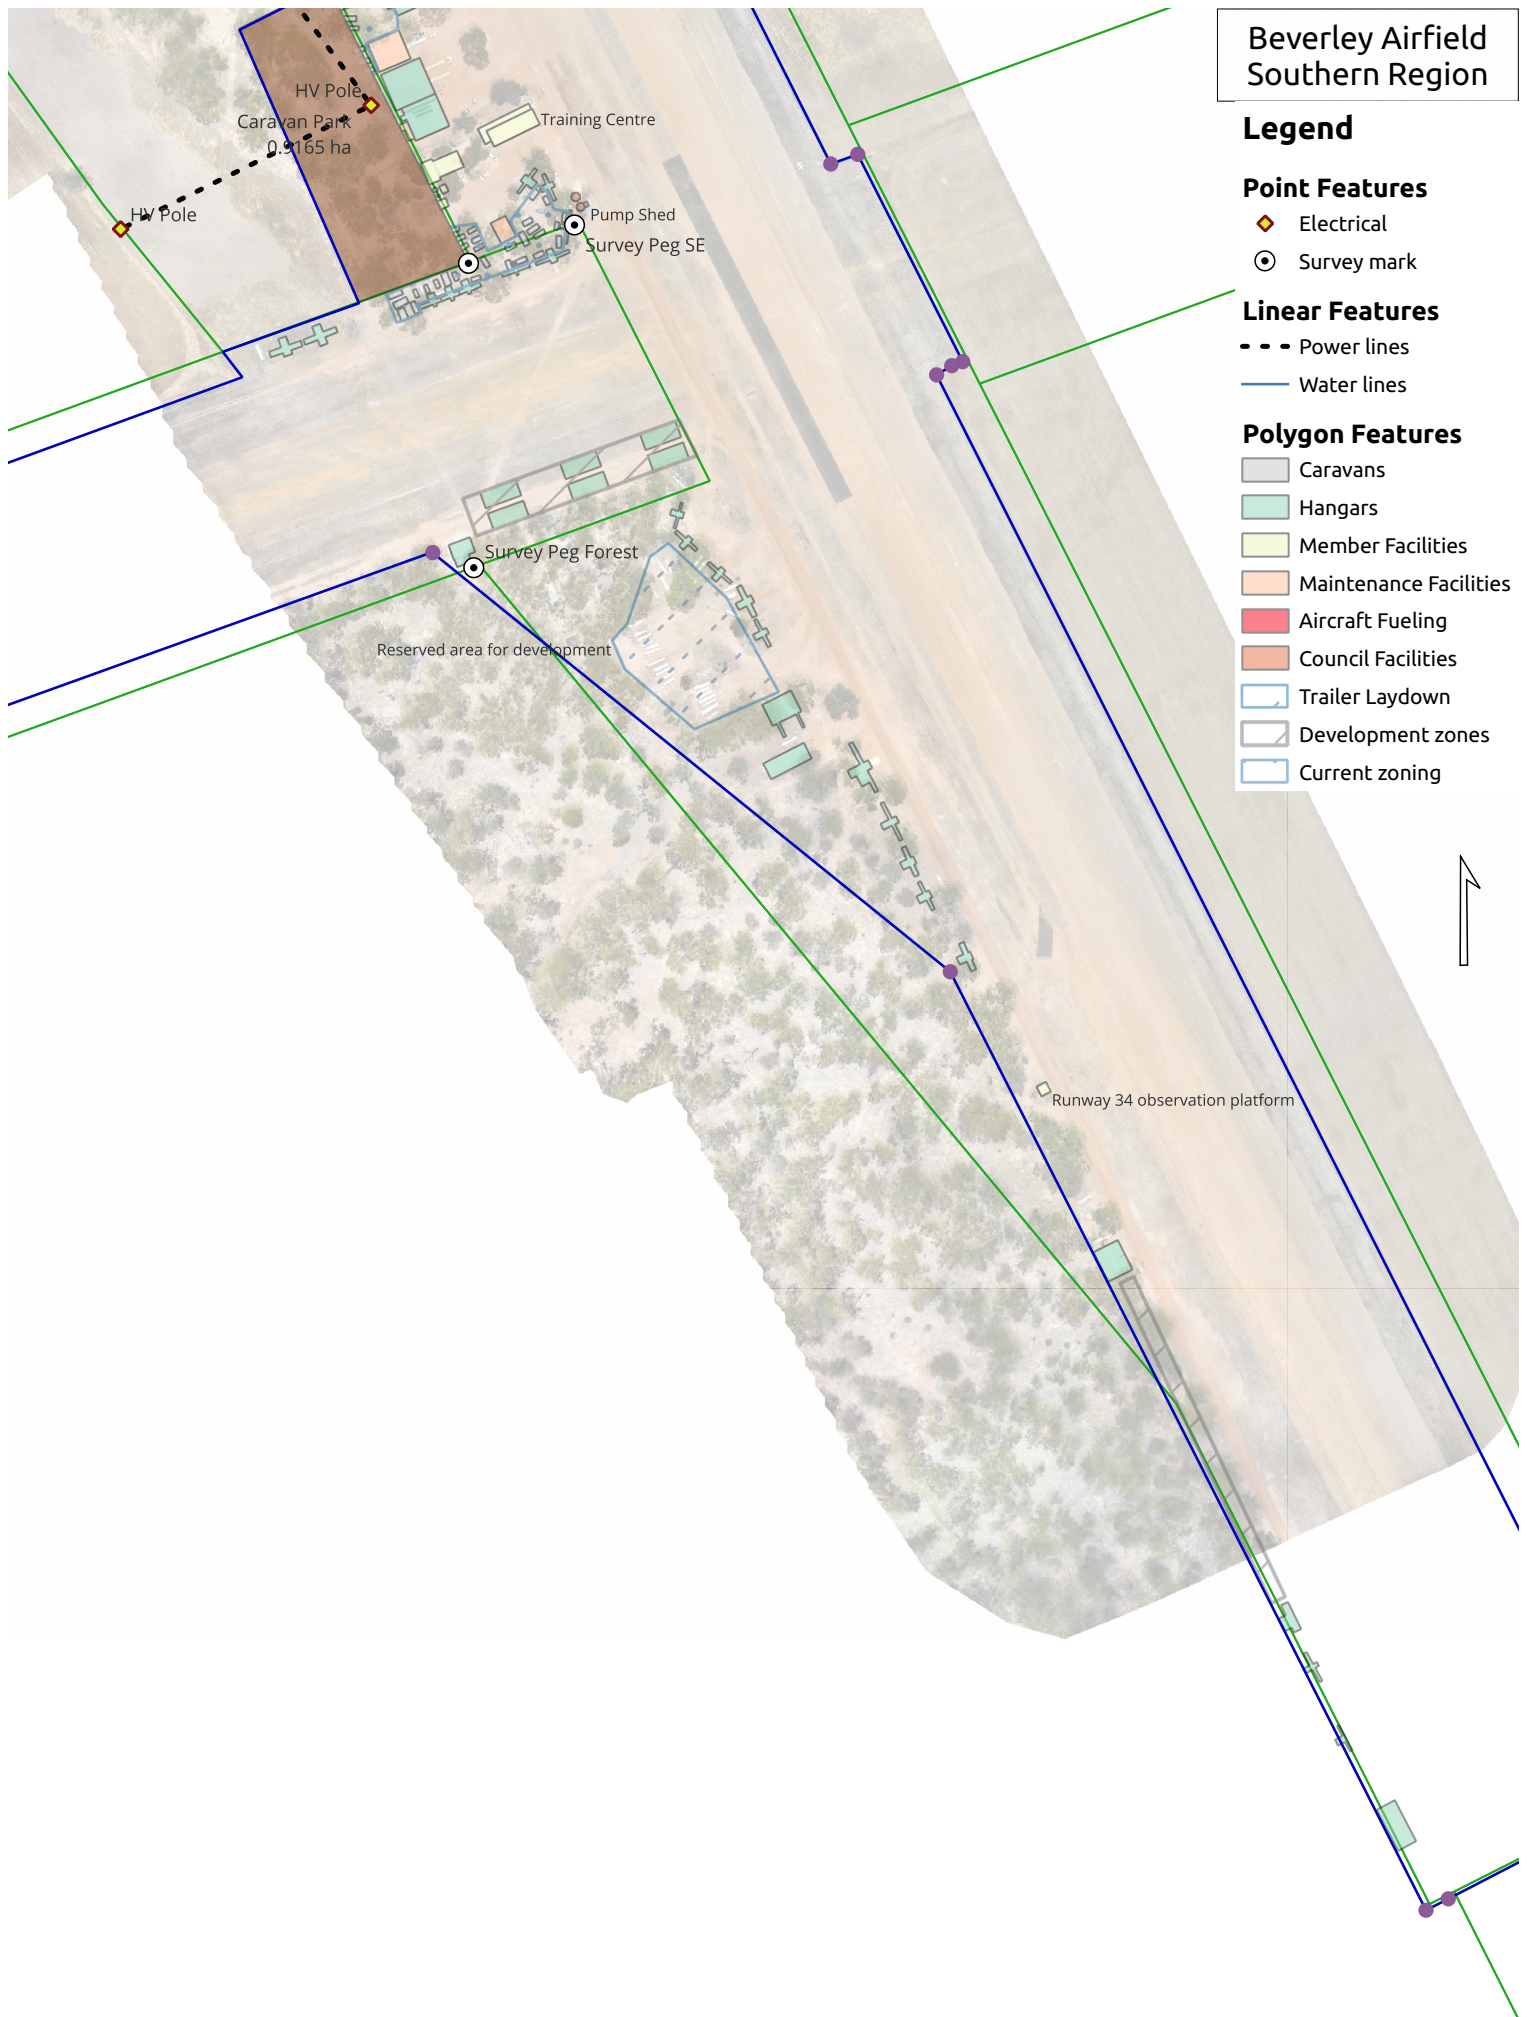 Beverley Airfield
Southern Region
Legend
Point Features
Electrical
Survey mark
Linear Features
Power lines
Water lines
Polygon Features
Caravans
Hangars
Member Facilities
Maintenance Facilities
Aircraft Fueling
Council Facilities
Trailer Laydown
Development zones
Current zoning
HV Pole
Caravan Park
0.9165 ha
HV Pole
Training Centre
Pump Shed
Survey Peg SE
Survey Peg Forest
Reserved area for development
Runway 34 observation platform